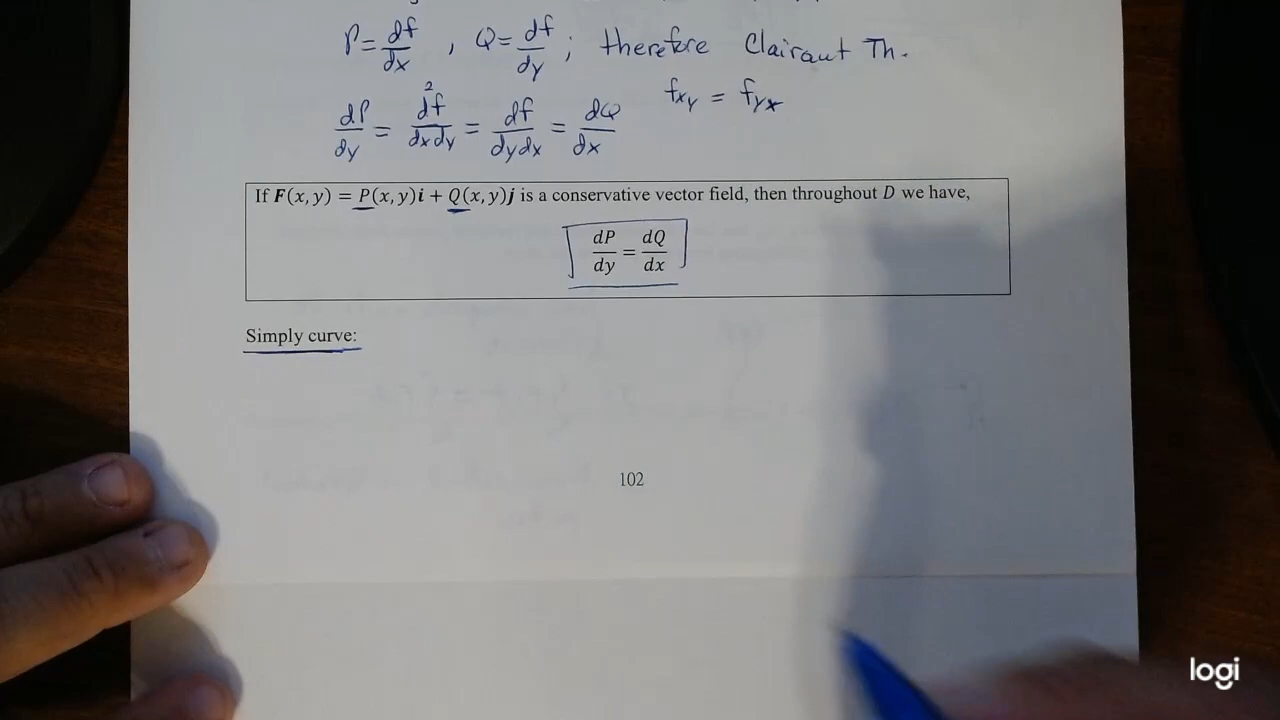 P = df/dx , Q = df/dy ; therefore Clairaut Th.
fxy = fyx
dP/dy = d²f/dxdy = df/dydx = dQ/dx
If F(x, y) = P(x, y)i + Q(x, y)j is a conservative vector field, then throughout D we have,
dP/dy = dQ/dx
Simply curve:
102
logi